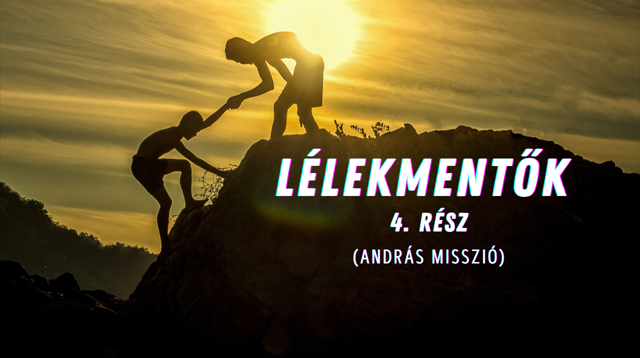 LÉLEKMENTŐK
4. RÉSZ
(ANDRÁS MISSZIÓ)